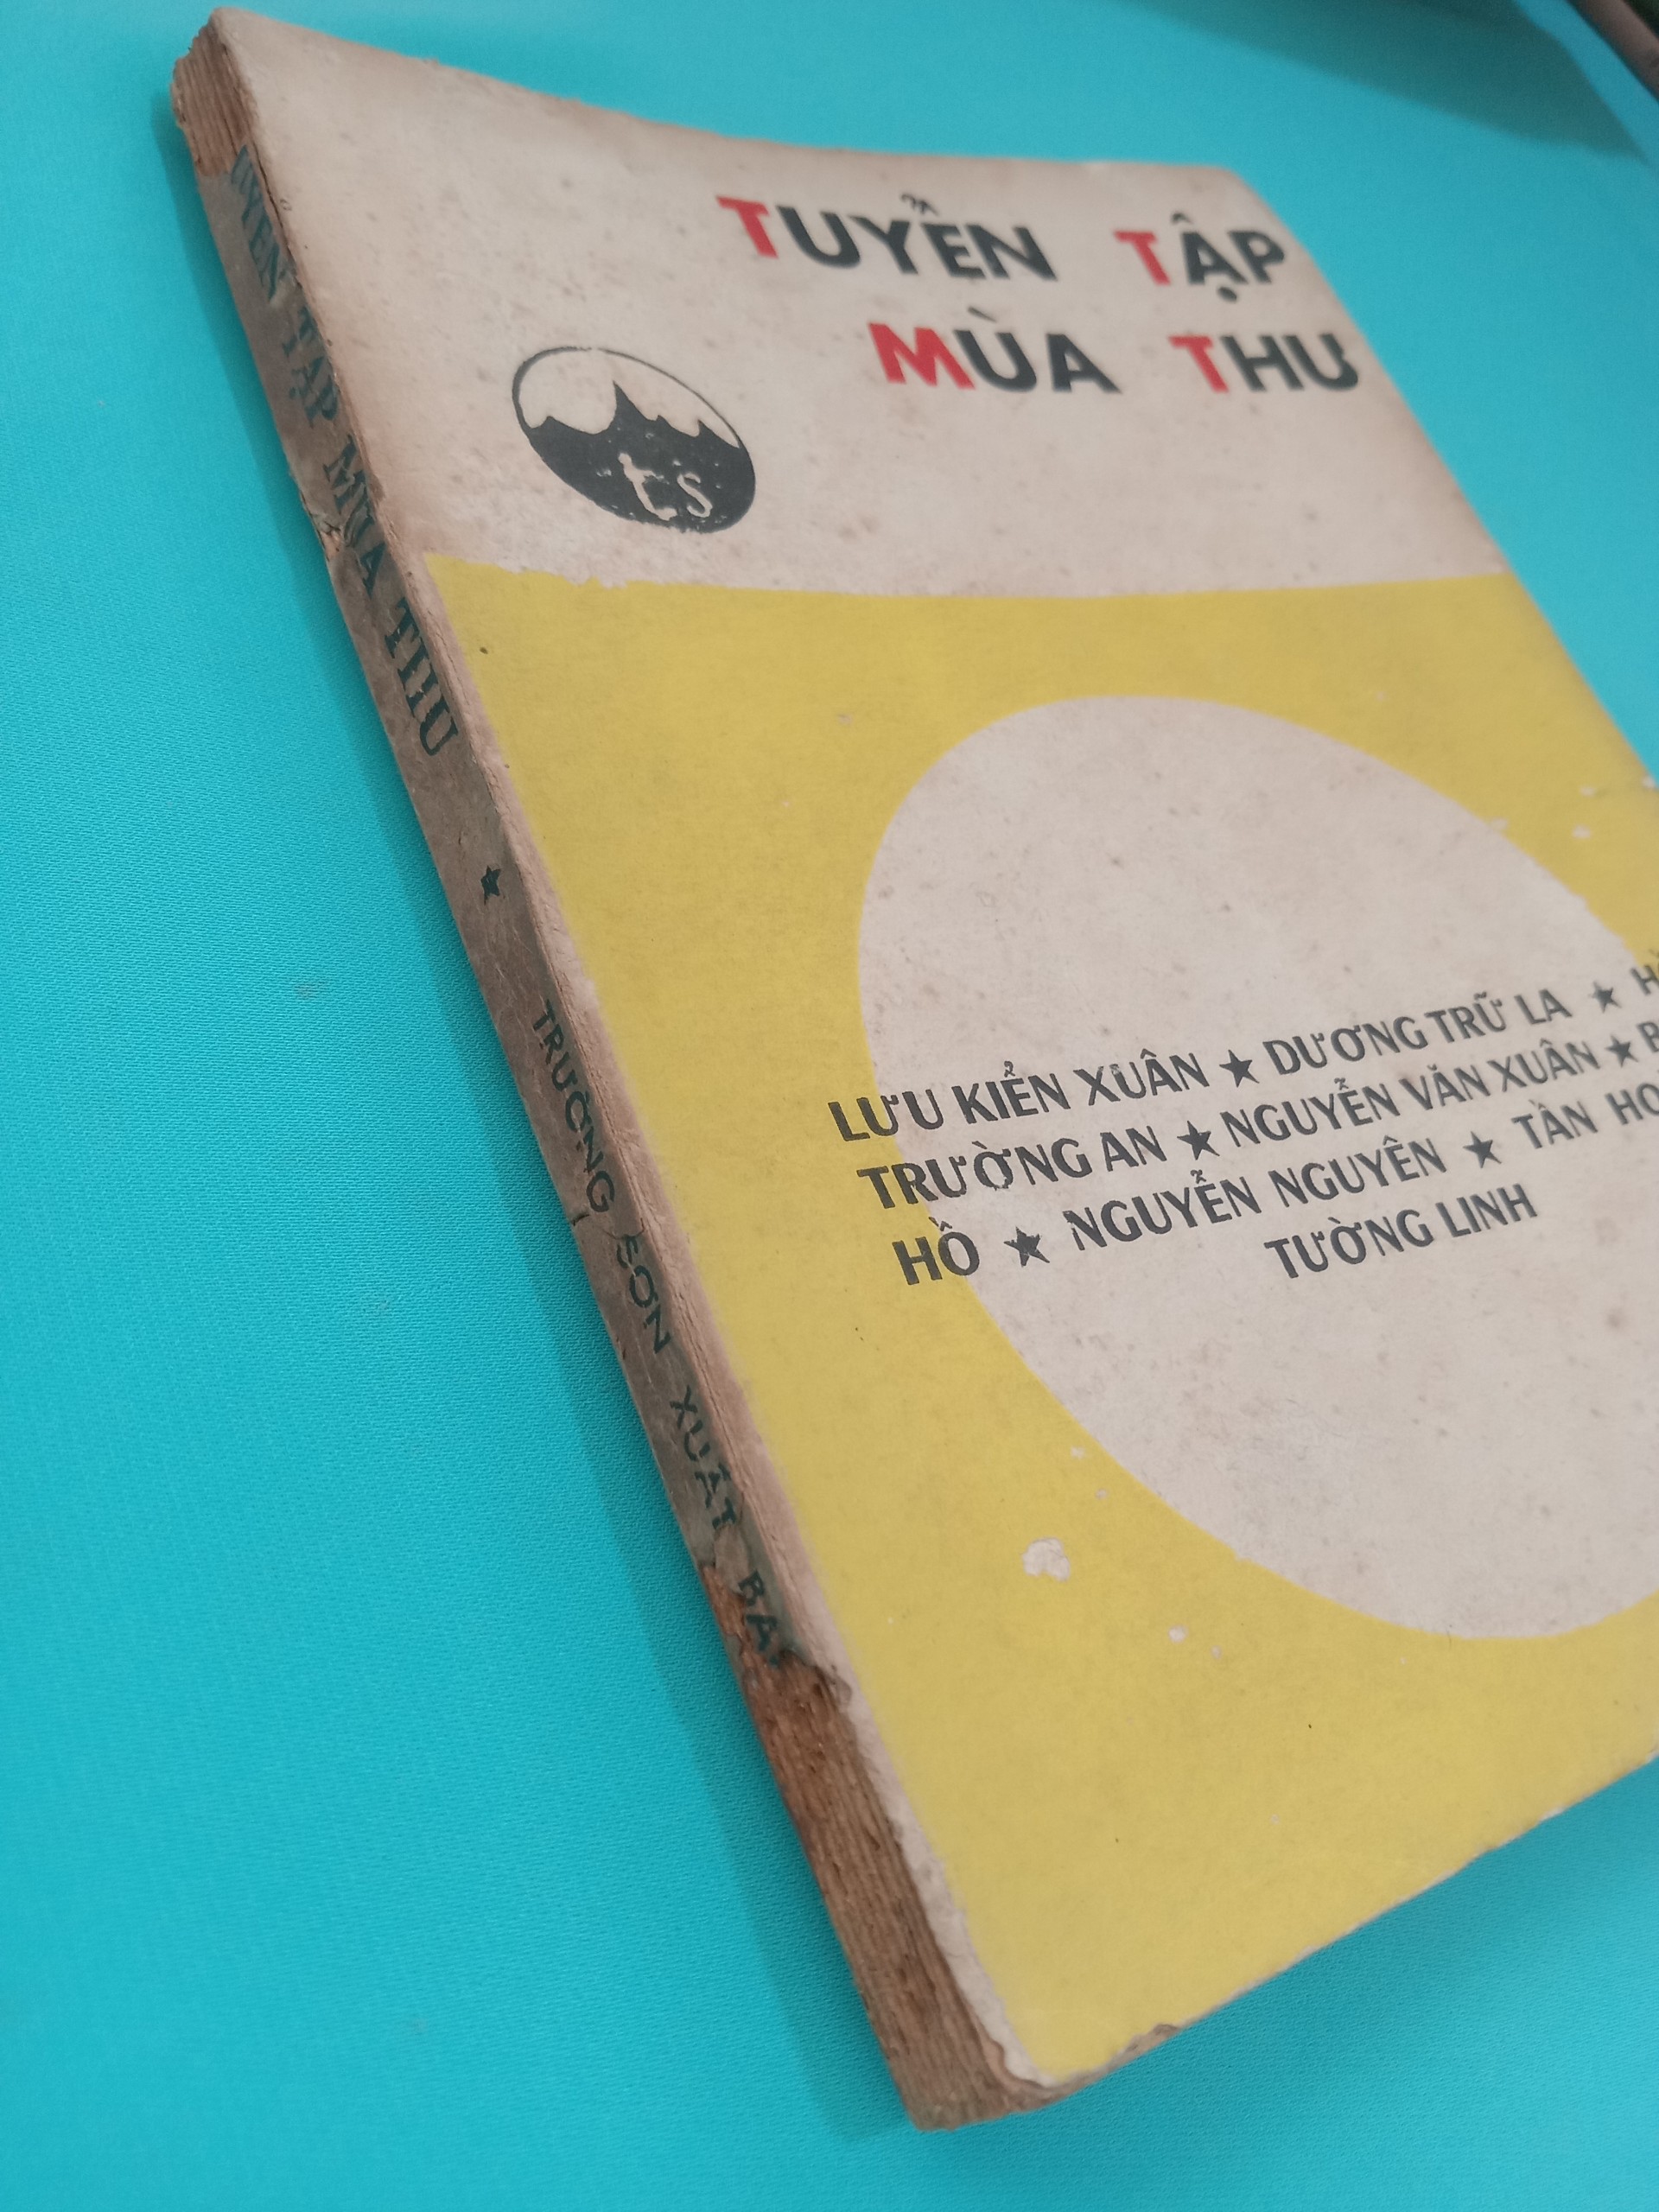 TUYỂN TẬP
MÙA THU
ts
LƯU KIỂN XUÂN ★ DƯƠNG TRỮ LA ★
TRƯỜNG AN ★ NGUYỄN VĂN XUÂN ★
HỒ ★ NGUYỄN NGUYÊN ★ TẦN
TƯỜNG LINH
TẬP MÙA THU ★ TRƯỜNG SƠN XUẤT